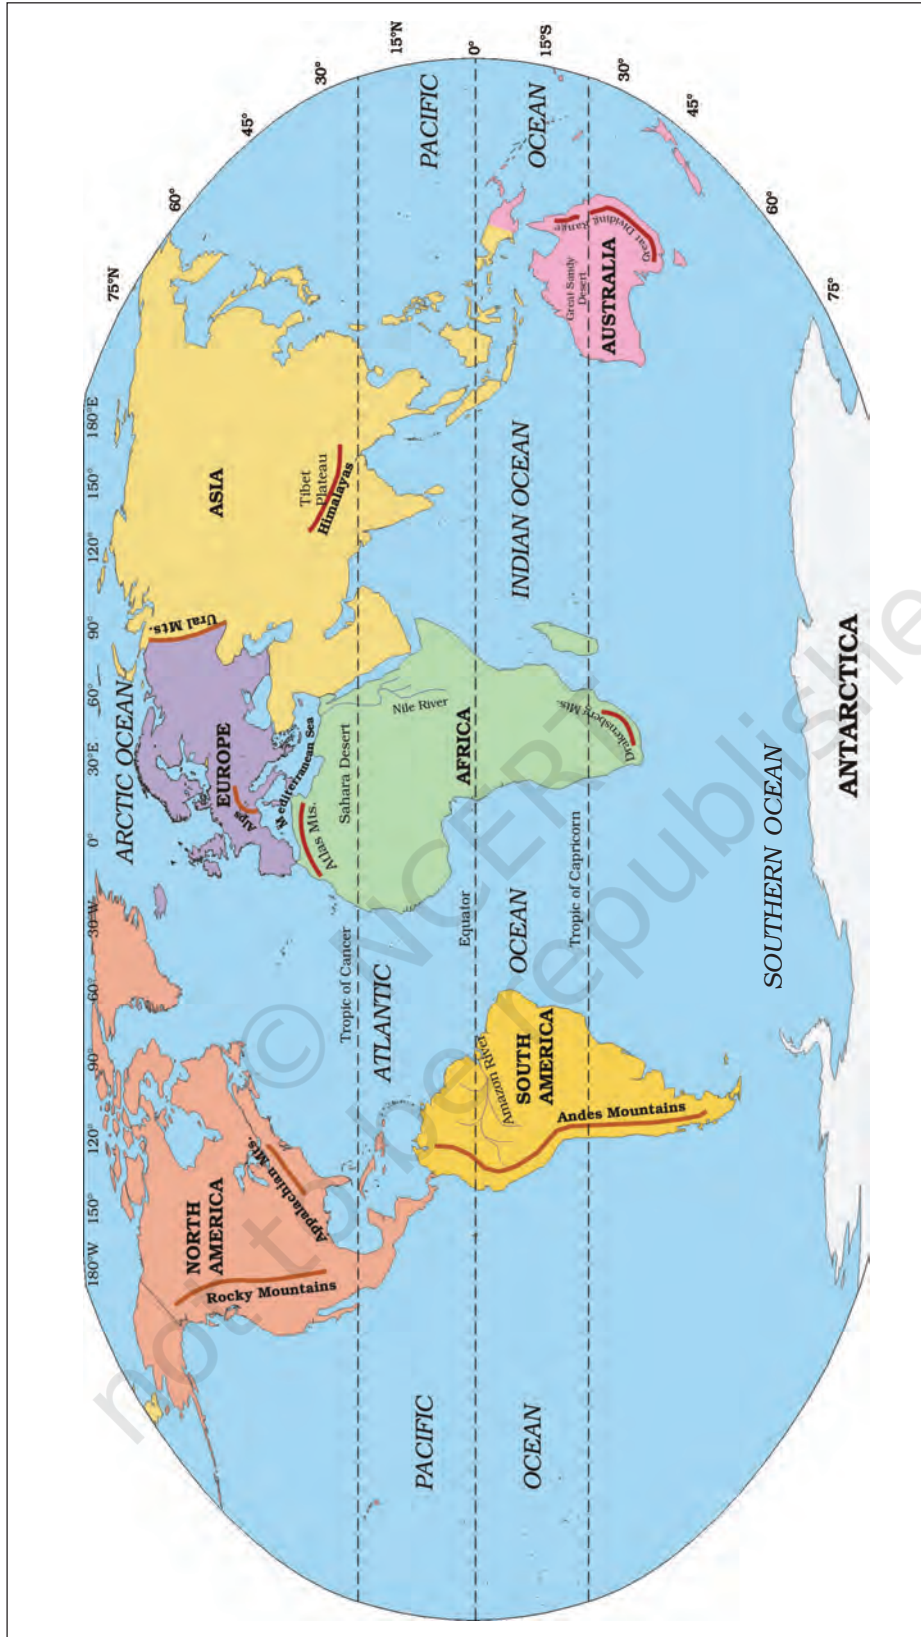 180°W
150°
120°
90°
60°
30°W
0°
30°E
60°
90°
120°
150°
180°E
75°N
60°
45°
30°
15°N
0°
15°S
30°
45°
60°
75°
ARCTIC OCEAN
NORTH
AMERICA
Rocky Mountains
Appalachian Mts.
EUROPE
Alps
Ural Mts.
Mediterranean Sea
ASIA
Tibet
Plateau
Himalayas
Atlas Mts.
Sahara Desert
Nile River
AFRICA
Drakensberg Mts.
Tropic of Cancer
Equator
Tropic of Capricorn
ATLANTIC
OCEAN
PACIFIC
OCEAN
PACIFIC
OCEAN
INDIAN OCEAN
Amazon River
SOUTH
AMERICA
Andes Mountains
Great Sandy
Desert
AUSTRALIA
Great Dividing Range
SOUTHERN OCEAN
ANTARCTICA
© NCERT
not to be republished